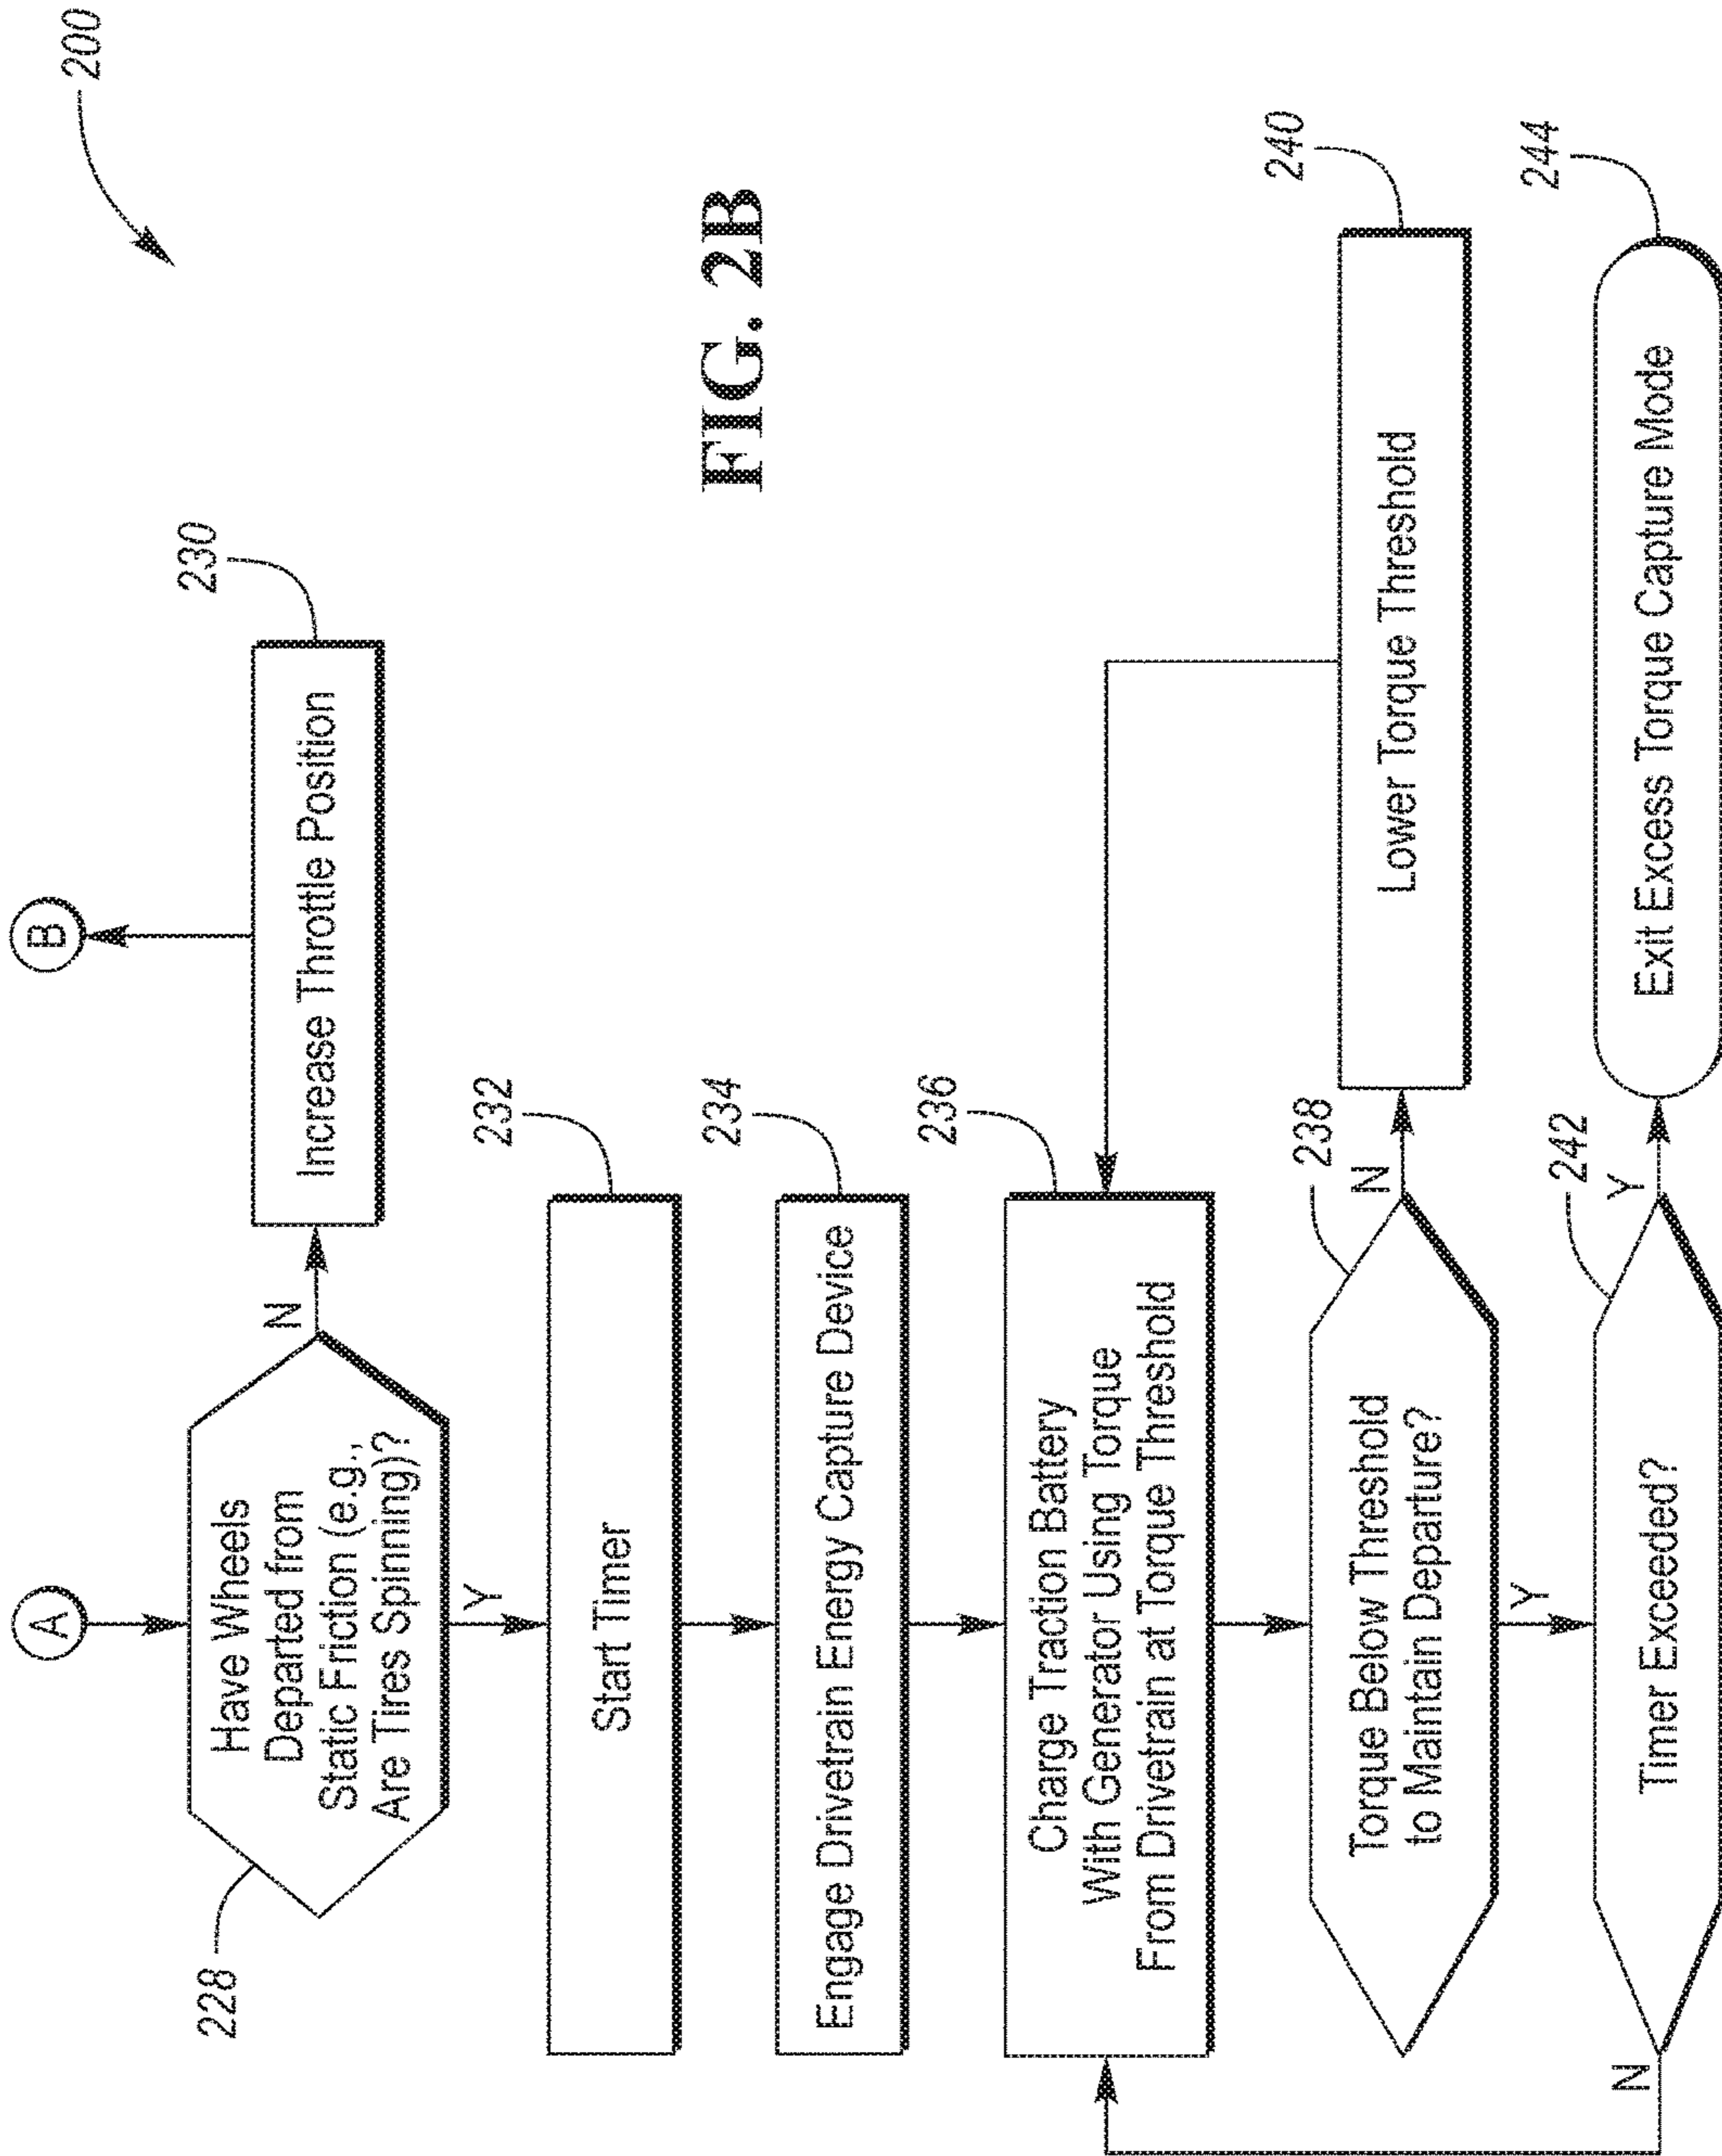 200
A
B
228
Have Wheels
Departed from
Static Friction (e.g.,
Are Tires Spinning)?
N
230
Increase Throttle Position
Y
232
Start Timer
234
Engage Drivetrain Energy Capture Device
236
Charge Traction Battery
With Generator Using Torque
From Drivetrain at Torque Threshold
238
Torque Below Threshold
to Maintain Departure?
N
240
Lower Torque Threshold
Y
242
Timer Exceeded?
N
Y
244
Exit Excess Torque Capture Mode
FIG. 2B